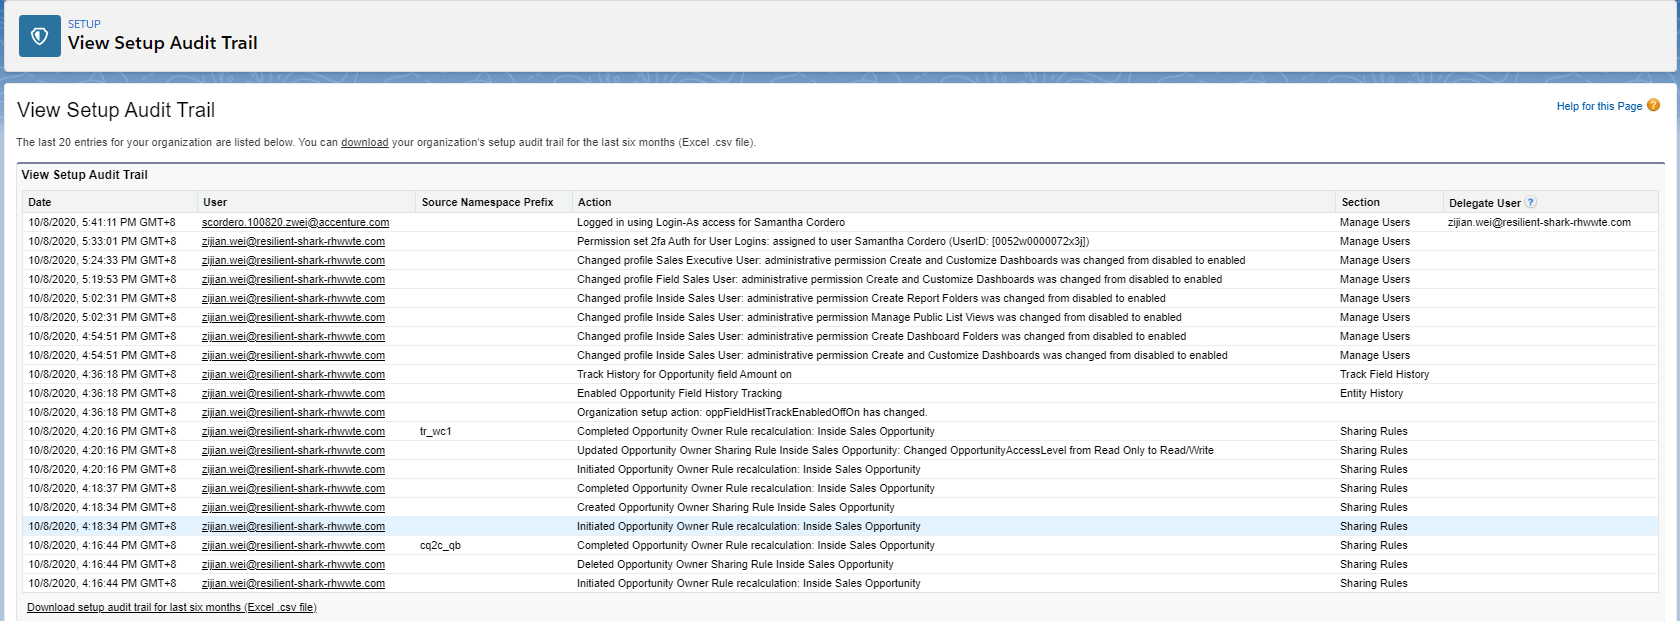 SETUP
View Setup Audit Trail
View Setup Audit Trail
Help for this Page ?
The last 20 entries for your organization are listed below. You can download your organization's setup audit trail for the last six months (Excel .csv file).
View Setup Audit Trail
Date User Source Namespace Prefix Action Section Delegate User ?
10/8/2020, 5:41:11 PM GMT+8 scordero.100820.zwei@accenture.com Logged in using Login-As access for Samantha Cordero Manage Users zijian.wei@resilient-shark-rhwwte.com
10/8/2020, 5:33:01 PM GMT+8 zijian.wei@resilient-shark-rhwwte.com Permission set 2fa Auth for User Logins: assigned to user Samantha Cordero (UserID: [0052w0000072x3j]) Manage Users
10/8/2020, 5:24:33 PM GMT+8 zijian.wei@resilient-shark-rhwwte.com Changed profile Sales Executive User: administrative permission Create and Customize Dashboards was changed from disabled to enabled Manage Users
10/8/2020, 5:19:53 PM GMT+8 zijian.wei@resilient-shark-rhwwte.com Changed profile Field Sales User: administrative permission Create and Customize Dashboards was changed from disabled to enabled Manage Users
10/8/2020, 5:02:31 PM GMT+8 zijian.wei@resilient-shark-rhwwte.com Changed profile Inside Sales User: administrative permission Create Report Folders was changed from disabled to enabled Manage Users
10/8/2020, 5:02:31 PM GMT+8 zijian.wei@resilient-shark-rhwwte.com Changed profile Inside Sales User: administrative permission Manage Public List Views was changed from disabled to enabled Manage Users
10/8/2020, 4:54:51 PM GMT+8 zijian.wei@resilient-shark-rhwwte.com Changed profile Inside Sales User: administrative permission Create Dashboard Folders was changed from disabled to enabled Manage Users
10/8/2020, 4:54:51 PM GMT+8 zijian.wei@resilient-shark-rhwwte.com Changed profile Inside Sales User: administrative permission Create and Customize Dashboards was changed from disabled to enabled Manage Users
10/8/2020, 4:36:18 PM GMT+8 zijian.wei@resilient-shark-rhwwte.com Track History for Opportunity field Amount on Track Field History
10/8/2020, 4:36:18 PM GMT+8 zijian.wei@resilient-shark-rhwwte.com Enabled Opportunity Field History Tracking Entity History
10/8/2020, 4:36:18 PM GMT+8 zijian.wei@resilient-shark-rhwwte.com Organization setup action: oppFieldHistTrackEnabledOffOn has changed.
10/8/2020, 4:20:16 PM GMT+8 zijian.wei@resilient-shark-rhwwte.com tr_wc1 Completed Opportunity Owner Rule recalculation: Inside Sales Opportunity Sharing Rules
10/8/2020, 4:20:16 PM GMT+8 zijian.wei@resilient-shark-rhwwte.com Updated Opportunity Owner Sharing Rule Inside Sales Opportunity: Changed OpportunityAccessLevel from Read Only to Read/Write Sharing Rules
10/8/2020, 4:20:16 PM GMT+8 zijian.wei@resilient-shark-rhwwte.com Initiated Opportunity Owner Rule recalculation: Inside Sales Opportunity Sharing Rules
10/8/2020, 4:18:37 PM GMT+8 zijian.wei@resilient-shark-rhwwte.com Completed Opportunity Owner Rule recalculation: Inside Sales Opportunity Sharing Rules
10/8/2020, 4:18:34 PM GMT+8 zijian.wei@resilient-shark-rhwwte.com Created Opportunity Owner Sharing Rule Inside Sales Opportunity Sharing Rules
10/8/2020, 4:18:34 PM GMT+8 zijian.wei@resilient-shark-rhwwte.com Initiated Opportunity Owner Rule recalculation: Inside Sales Opportunity Sharing Rules
10/8/2020, 4:16:44 PM GMT+8 zijian.wei@resilient-shark-rhwwte.com cq2c_qb Completed Opportunity Owner Rule recalculation: Inside Sales Opportunity Sharing Rules
10/8/2020, 4:16:44 PM GMT+8 zijian.wei@resilient-shark-rhwwte.com Deleted Opportunity Owner Sharing Rule Inside Sales Opportunity Sharing Rules
10/8/2020, 4:16:44 PM GMT+8 zijian.wei@resilient-shark-rhwwte.com Initiated Opportunity Owner Rule recalculation: Inside Sales Opportunity Sharing Rules
Download setup audit trail for last six months (Excel .csv file)